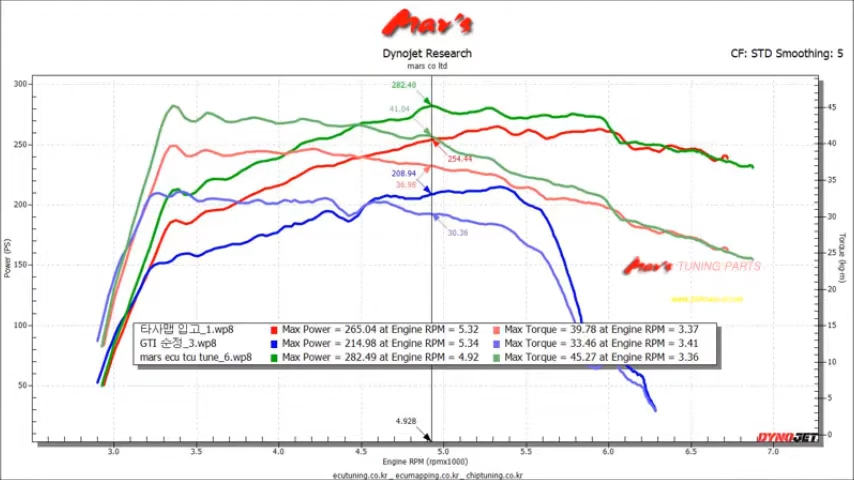 Mar's
Dynojet Research
mars co ltd
CF: STD Smoothing: 5
300
250
200
150
100
50
Power (PS)
45
40
35
30
25
20
15
10
5
0
Torque (kg-m)
282.40
41.04
254.44
208.94
36.98
30.36
Mar's TUNING PARTS
타사맵 입고_1.wp8 Max Power = 265.04 at Engine RPM = 5.32 Max Torque = 39.78 at Engine RPM = 3.37
GTI 순정_3.wp8 Max Power = 214.98 at Engine RPM = 5.34 Max Torque = 33.46 at Engine RPM = 3.41
mars ecu tcu tune_6.wp8 Max Power = 282.49 at Engine RPM = 4.92 Max Torque = 45.27 at Engine RPM = 3.36
4.928
DYNOJET
3.0 3.5 4.0 4.5 5.0 5.5 6.0 6.5 7.0
Engine RPM (rpmx1000)
ecutuning.co.kr _ ecumapping.co.kr _ chiptuning.co.kr